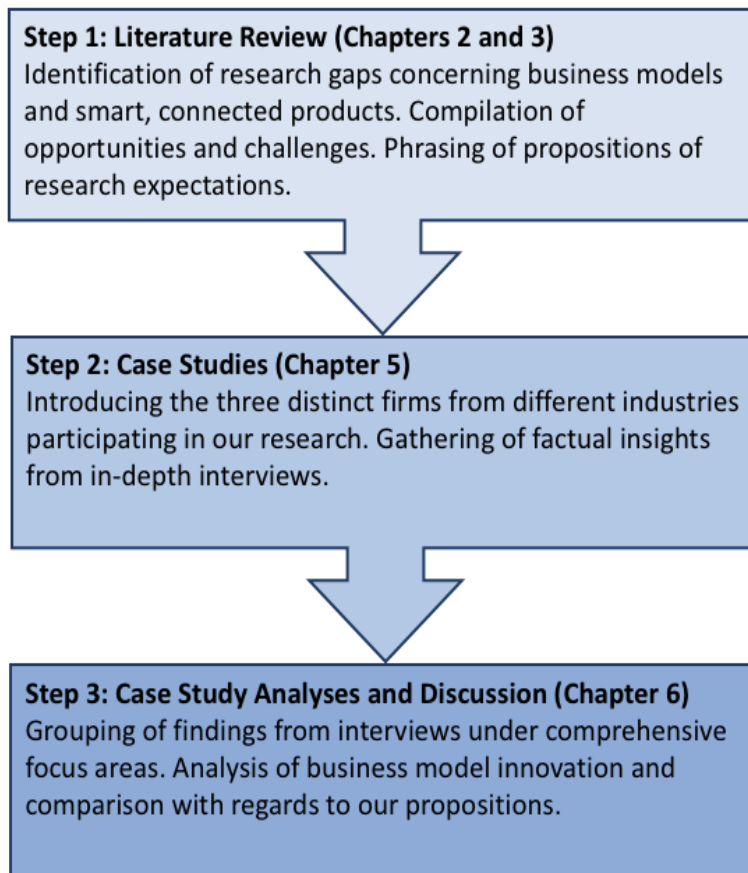 Step 1: Literature Review (Chapters 2 and 3)
Identification of research gaps concerning business models
and smart, connected products. Compilation of
opportunities and challenges. Phrasing of propositions of
research expectations.
Step 2: Case Studies (Chapter 5)
Introducing the three distinct firms from different industries
participating in our research. Gathering of factual insights
from in-depth interviews.
Step 3: Case Study Analyses and Discussion (Chapter 6)
Grouping of findings from interviews under comprehensive
focus areas. Analysis of business model innovation and
comparison with regards to our propositions.